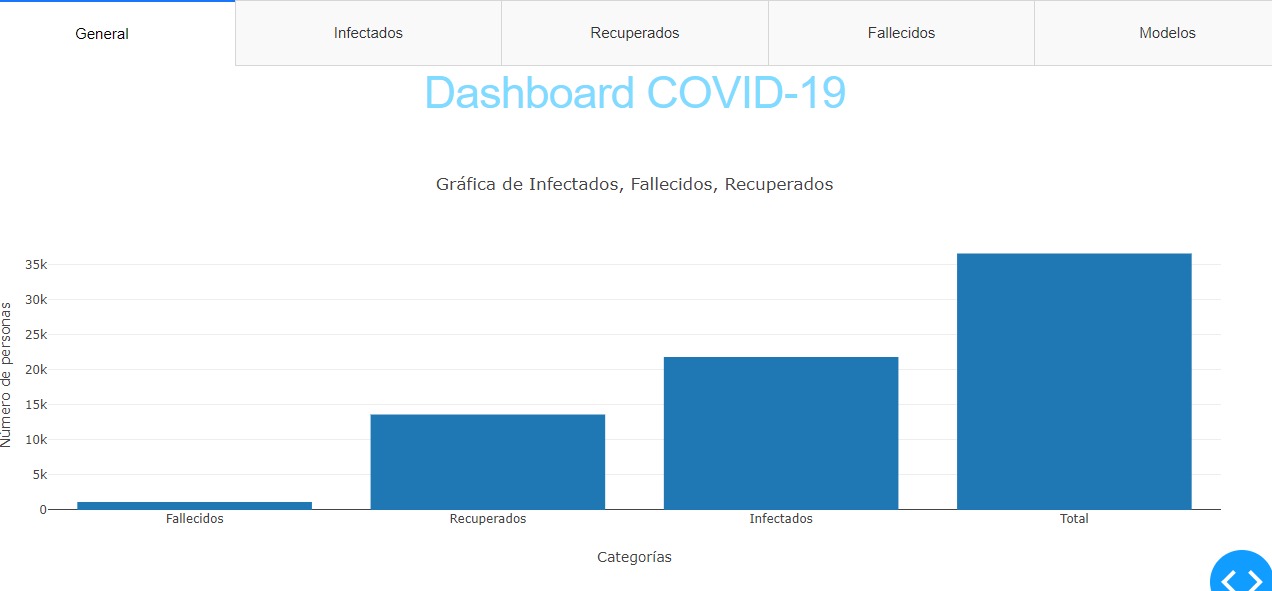 General Infectados Recuperados Fallecidos Modelos
Dashboard COVID-19
Gráfica de Infectados, Fallecidos, Recuperados
Número de personas
35k
30k
25k
20k
15k
10k
5k
0
Fallecidos Recuperados Infectados Total
Categorías